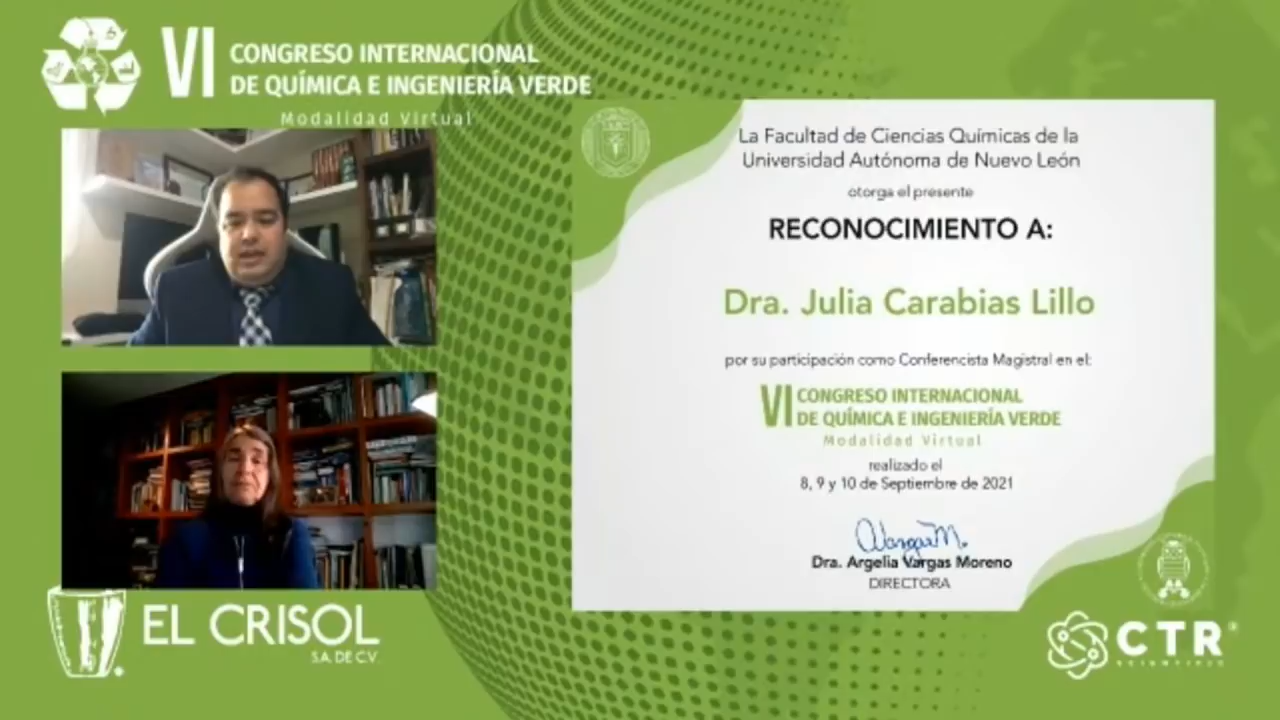 VI CONGRESO INTERNACIONAL
DE QUÍMICA E INGENIERÍA VERDE
Modalidad Virtual
La Facultad de Ciencias Químicas de la
Universidad Autónoma de Nuevo León
otorga el presente
RECONOCIMIENTO A:
Dra. Julia Carabias Lillo
por su participación como Conferencista Magistral en el:
VI CONGRESO INTERNACIONAL
DE QUÍMICA E INGENIERÍA VERDE
Modalidad Virtual
realizado el
8, 9 y 10 de Septiembre de 2021
Dra. Argelia Vargas Moreno
DIRECTORA
EL CRISOL
S.A. DE C.V.
CTR
SCIENTIFIC